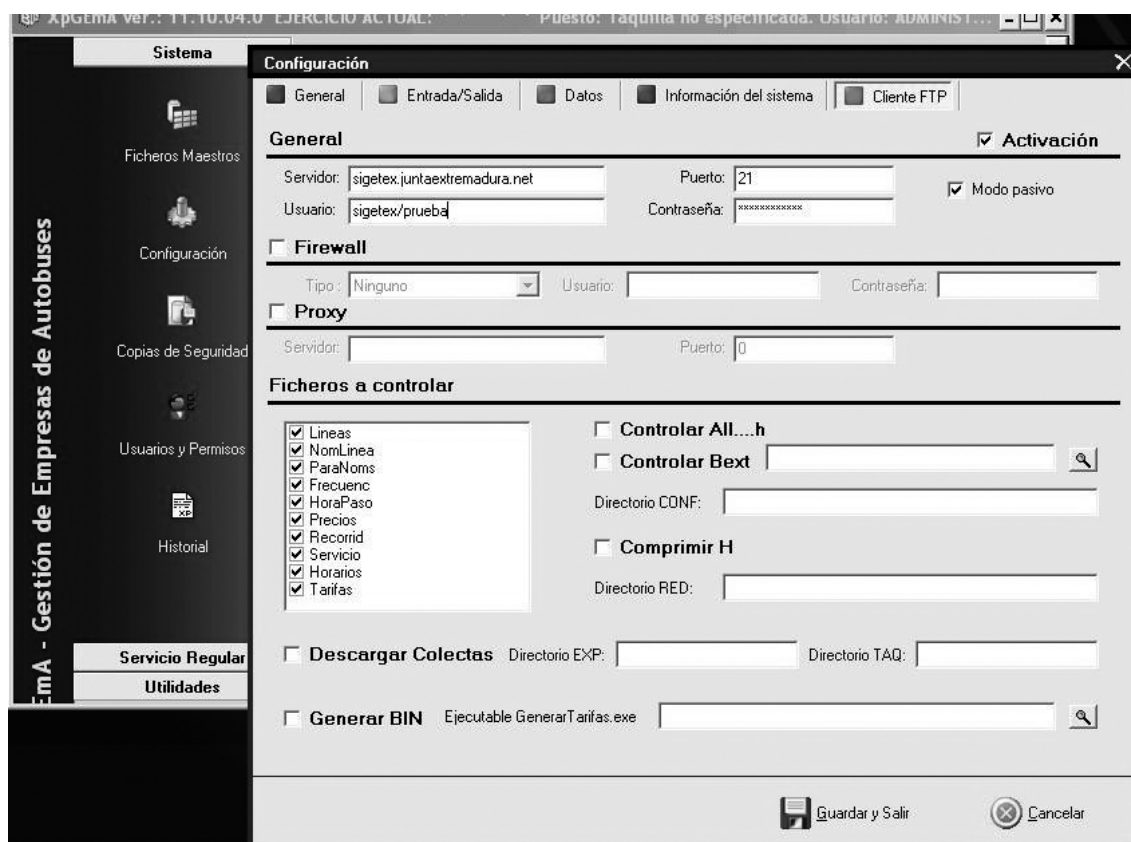 XpGEmA ver.: 11.10.04.0 EJERCICIO ACTUAL: Puesto: Taquilla no especificada. Usuario: ADMINIST...
Sistema
Ficheros Maestros
Configuración
Copias de Seguridad
Usuarios y Permisos
Historial
Servicio Regular
Utilidades
EmA - Gestión de Empresas de Autobuses
Configuración
General Entrada/Salida Datos Información del sistema Cliente FTP
General Activación
Servidor: sigetex.juntaextremadura.net Puerto: 21
Modo pasivo
Usuario: sigetex/prueba Contraseña: ************
Firewall
Tipo : Ninguno Usuario: Contraseña:
Proxy
Servidor: Puerto: 0
Ficheros a controlar
Lineas
NomLinea
ParaNoms
Frecuenc
HoraPaso
Precios
Recorrid
Servicio
Horarios
Tarifas
Controlar All....h
Controlar Bext
Directorio CONF:
Comprimir H
Directorio RED:
Descargar Colectas Directorio EXP: Directorio TAQ:
Generar BIN Ejecutable GenerarTarifas.exe
Guardar y Salir Cancelar